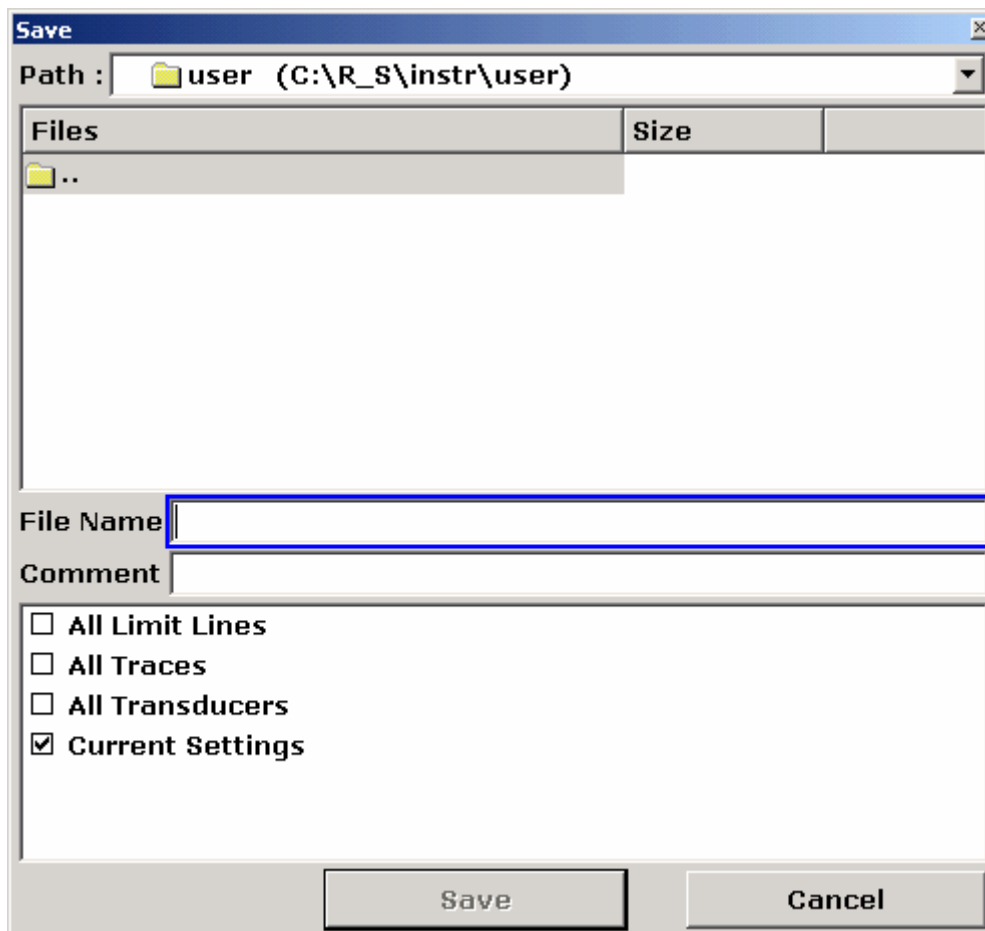 Save
Path : user (C:\R_S\instr\user)
Files Size
..
File Name
Comment
All Limit Lines
All Traces
All Transducers
Current Settings
Save Cancel